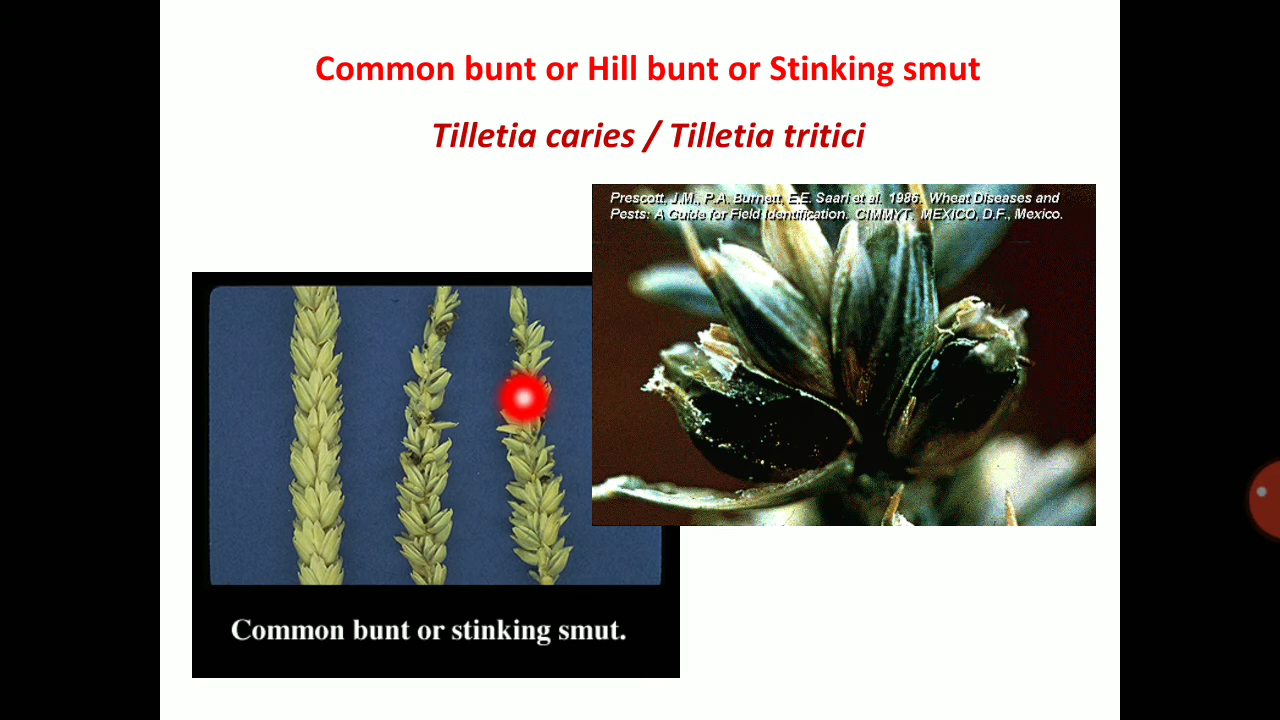 Common bunt or Hill bunt or Stinking smut
Tilletia caries / Tilletia tritici
Prescott, J.M., P.A. Burnett, E.E. Saari et al. 1986. Wheat Diseases and
Pests: A Guide for Field Identification. CIMMYT. MEXICO, D.F., Mexico.
Common bunt or stinking smut.